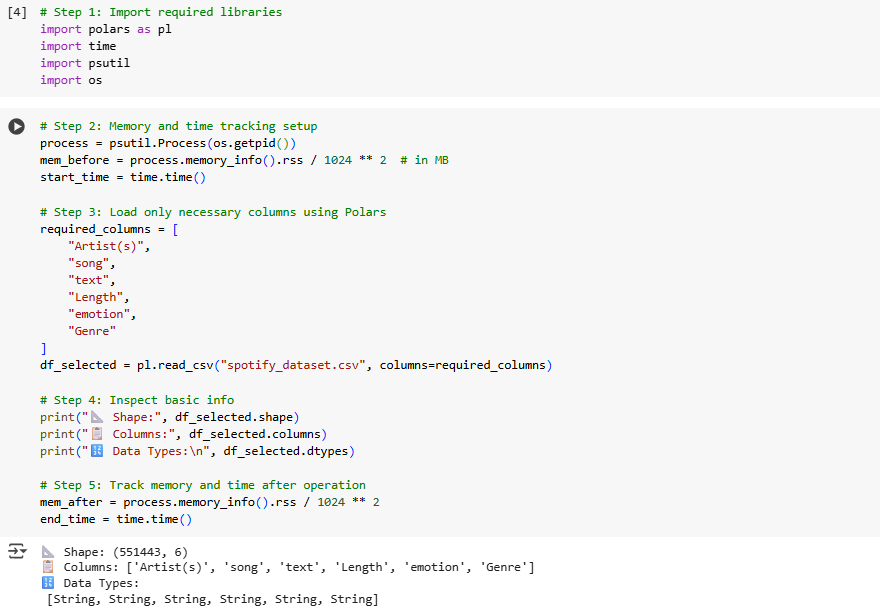 [4] # Step 1: Import required libraries
import polars as pl
import time
import psutil
import os
# Step 2: Memory and time tracking setup
process = psutil.Process(os.getpid())
mem_before = process.memory_info().rss / 1024 ** 2  # in MB
start_time = time.time()
# Step 3: Load only necessary columns using Polars
required_columns = [
    "Artist(s)",
    "song",
    "text",
    "Length",
    "emotion",
    "Genre"
]
df_selected = pl.read_csv("spotify_dataset.csv", columns=required_columns)
# Step 4: Inspect basic info
print("📐 Shape:", df_selected.shape)
print("📋 Columns:", df_selected.columns)
print("🔢 Data Types:\n", df_selected.dtypes)
# Step 5: Track memory and time after operation
mem_after = process.memory_info().rss / 1024 ** 2
end_time = time.time()
📐 Shape: (551443, 6)
📋 Columns: ['Artist(s)', 'song', 'text', 'Length', 'emotion', 'Genre']
🔢 Data Types:
[String, String, String, String, String, String]